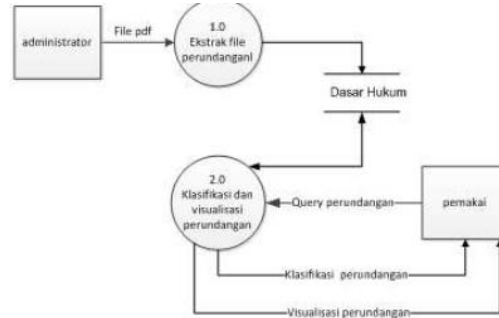 administrator
File pdf
1.0
Ekstrak file
perundanganl
Dasar Hukum
2.0
Klasifikasi dan
visualisasi
perundangan
Query perundangan
pemakai
Klasifikasi perundangan
Visualisasi perundangan